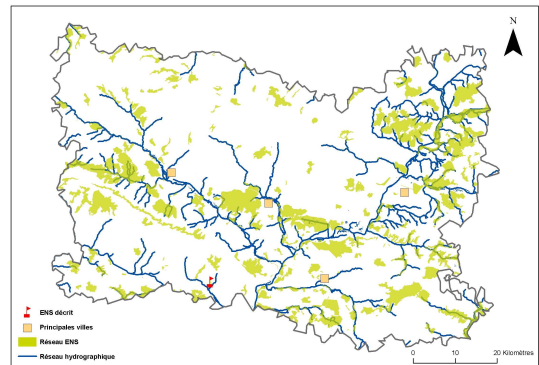 N
ENS décrit
Principales villes
Réseau ENS
Réseau hydrographique
0 10 20 Kilomètres